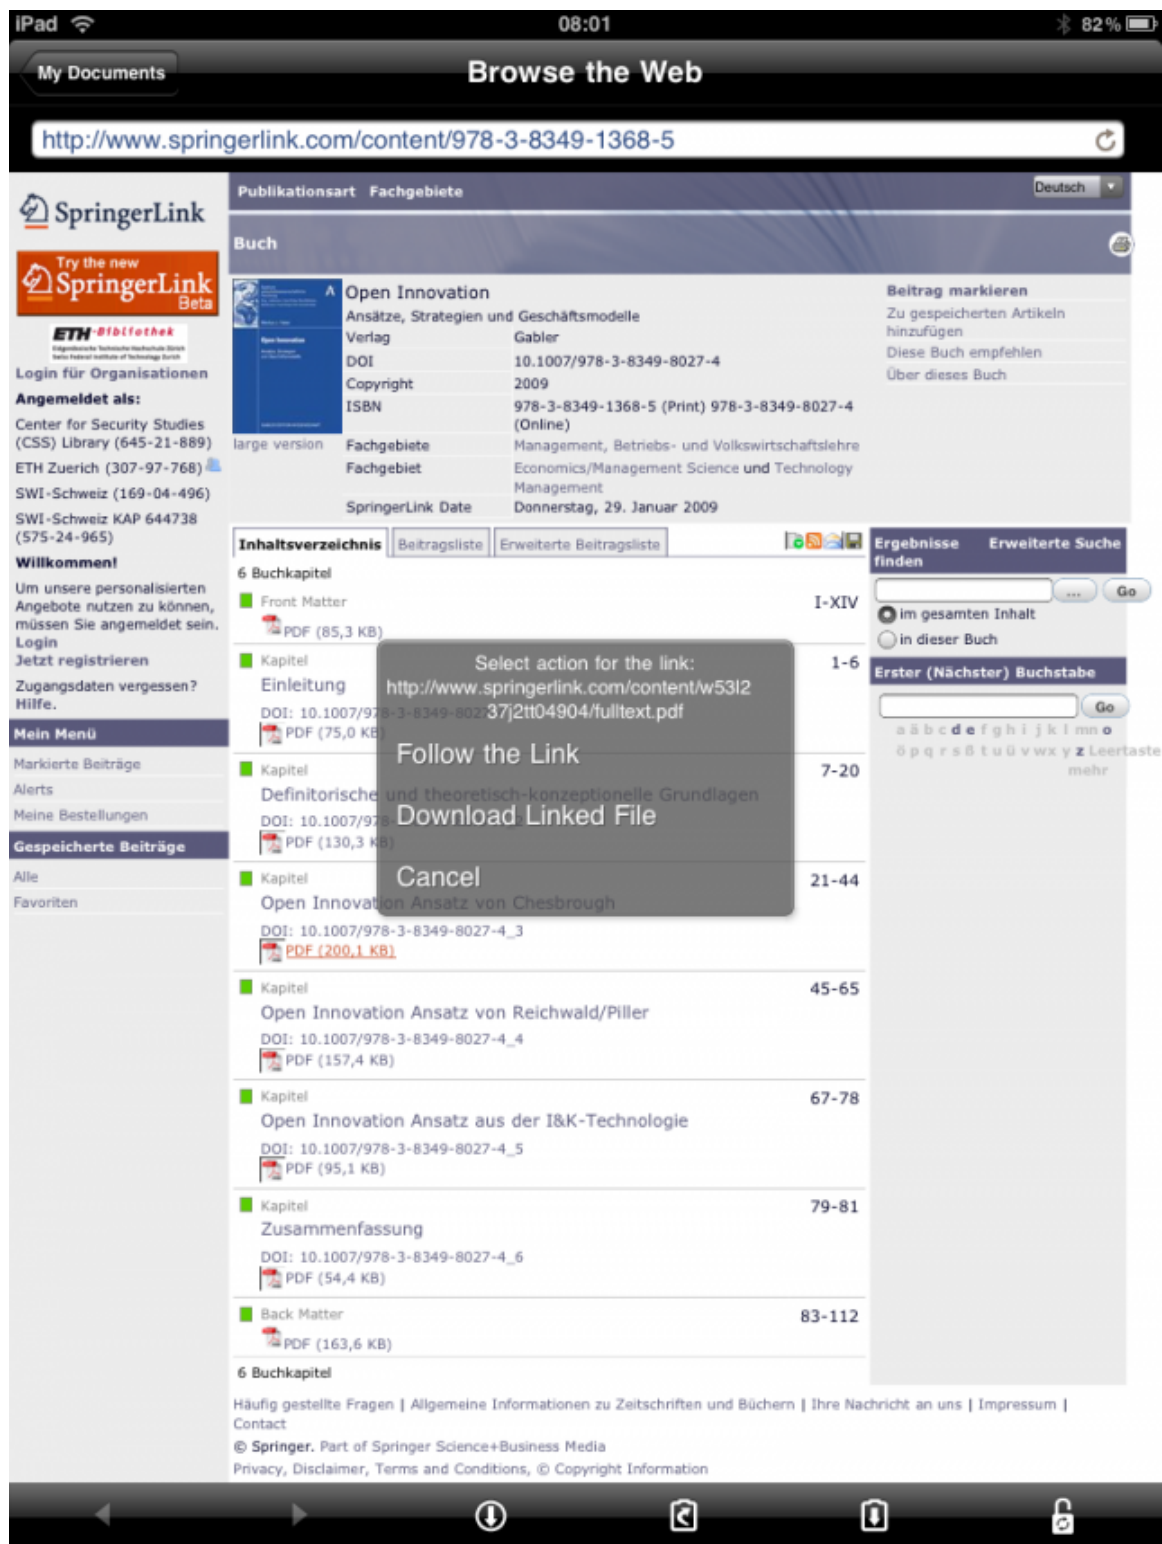 iPad 08:01 82%
My Documents Browse the Web
http://www.springerlink.com/content/978-3-8349-1368-5
SpringerLink
Try the new
SpringerLink
Beta
ETH-Bibliothek
Login für Organisationen
Angemeldet als:
Center for Security Studies
(CSS) Library (645-21-889)
ETH Zuerich (307-97-768)
SWI-Schweiz (169-04-496)
SWI-Schweiz KAP 644738
(575-24-965)
Willkommen!
Um unsere personalisierten
Angebote nutzen zu können,
müssen Sie angemeldet sein.
Login
Jetzt registrieren
Zugangsdaten vergessen?
Hilfe.
Mein Menü
Markierte Beiträge
Alerts
Meine Bestellungen
Gespeicherte Beiträge
Alle
Favoriten
Publikationsart Fachgebiete Deutsch
Buch
large version
Open Innovation
Ansätze, Strategien und Geschäftsmodelle
Verlag Gabler
DOI 10.1007/978-3-8349-8027-4
Copyright 2009
ISBN 978-3-8349-1368-5 (Print) 978-3-8349-8027-4
(Online)
Fachgebiete Management, Betriebs- und Volkswirtschaftslehre
Fachgebiet Economics/Management Science und Technology
Management
SpringerLink Date Donnerstag, 29. Januar 2009
Beitrag markieren
Zu gespeicherten Artikeln
hinzufügen
Diese Buch empfehlen
Über dieses Buch
Inhaltsverzeichnis Beitragsliste Erweiterte Beitragsliste
6 Buchkapitel
Front Matter I-XIV
PDF (85,3 KB)
Kapitel 1-6
Einleitung
DOI: 10.1007/978-3-8349-8027
PDF (75,0 KB)
Kapitel 7-20
Definitorische und theoretisch-konzeptionelle Grundlagen
DOI: 10.1007/978
PDF (130,3 KB)
Kapitel 21-44
Open Innovation Ansatz von Chesbrough
DOI: 10.1007/978-3-8349-8027-4_3
PDF (200,1 KB)
Kapitel 45-65
Open Innovation Ansatz von Reichwald/Piller
DOI: 10.1007/978-3-8349-8027-4_4
PDF (157,4 KB)
Kapitel 67-78
Open Innovation Ansatz aus der I&K-Technologie
DOI: 10.1007/978-3-8349-8027-4_5
PDF (95,1 KB)
Kapitel 79-81
Zusammenfassung
DOI: 10.1007/978-3-8349-8027-4_6
PDF (54,4 KB)
Back Matter 83-112
PDF (163,6 KB)
6 Buchkapitel
Select action for the link:
http://www.springerlink.com/content/w53l2
37j2tt04904/fulltext.pdf
Follow the Link
Download Linked File
Cancel
Ergebnisse Erweiterte Suche
finden
... Go
im gesamten Inhalt
in dieser Buch
Erster (Nächster) Buchstabe
Go
a ä b c d e f g h i j k l m n o
ö p q r s ß t u ü v w x y z Leertaste
mehr
Häufig gestellte Fragen | Allgemeine Informationen zu Zeitschriften und Büchern | Ihre Nachricht an uns | Impressum |
Contact
© Springer. Part of Springer Science+Business Media
Privacy, Disclaimer, Terms and Conditions, © Copyright Information